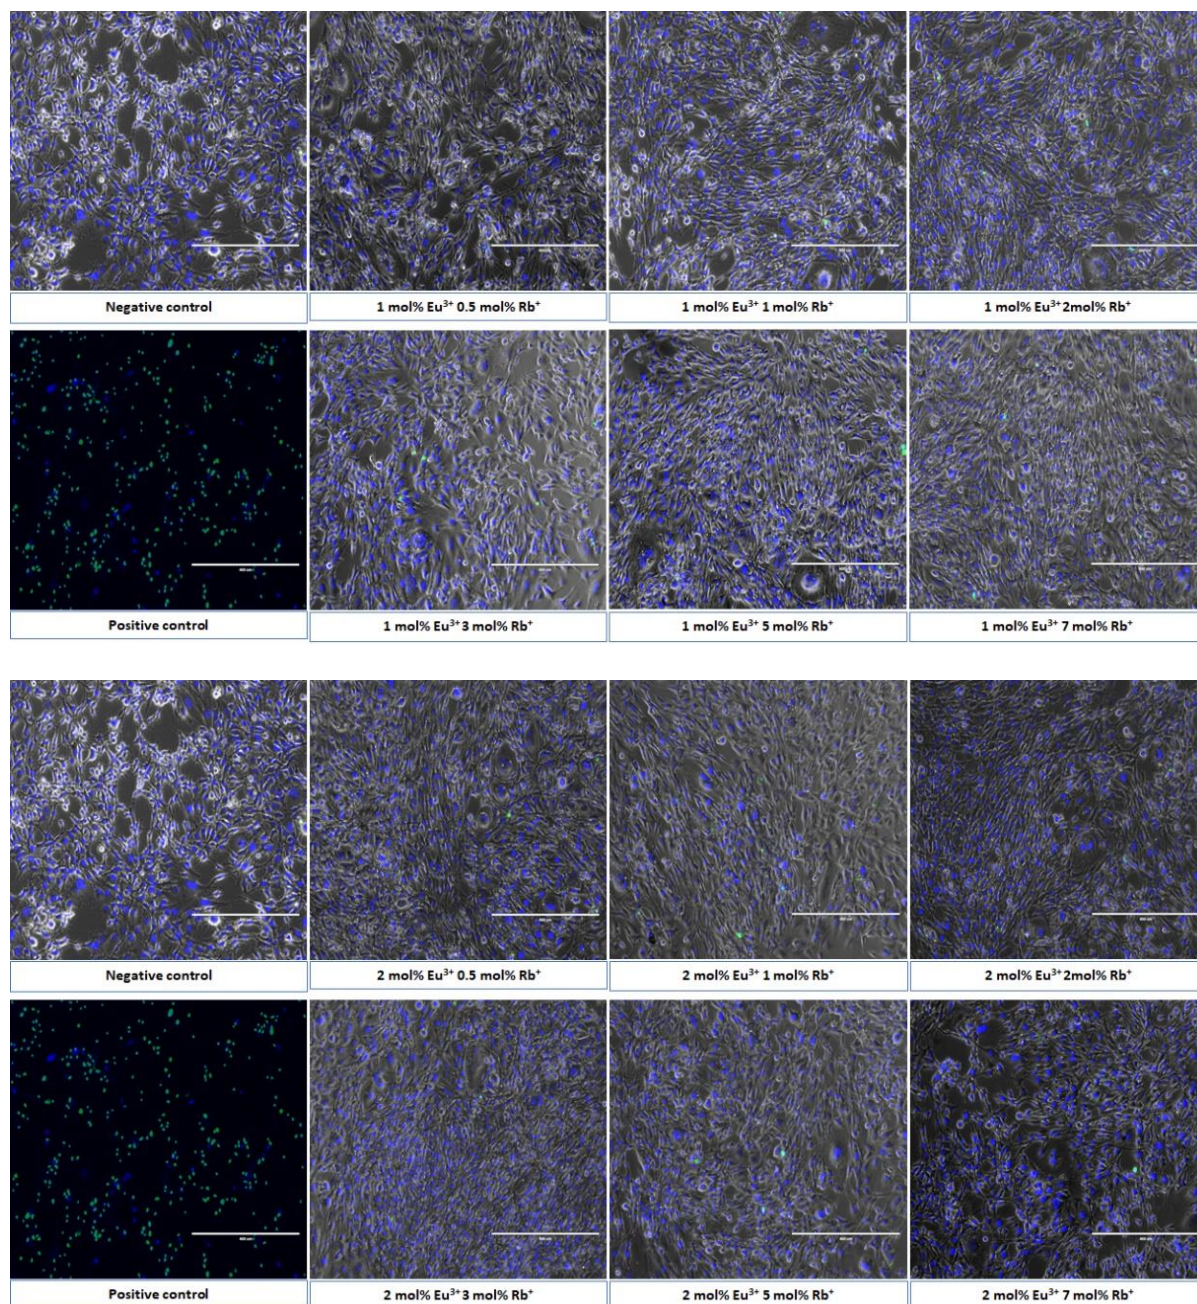 Negative control
1 mol% Eu³⁺ 0.5 mol% Rb⁺
1 mol% Eu³⁺ 1 mol% Rb⁺
1 mol% Eu³⁺ 2mol% Rb⁺
Positive control
1 mol% Eu³⁺ 3 mol% Rb⁺
1 mol% Eu³⁺ 5 mol% Rb⁺
1 mol% Eu³⁺ 7 mol% Rb⁺
Negative control
2 mol% Eu³⁺ 0.5 mol% Rb⁺
2 mol% Eu³⁺ 1 mol% Rb⁺
2 mol% Eu³⁺ 2mol% Rb⁺
Positive control
2 mol% Eu³⁺ 3 mol% Rb⁺
2 mol% Eu³⁺ 5 mol% Rb⁺
2 mol% Eu³⁺ 7 mol% Rb⁺